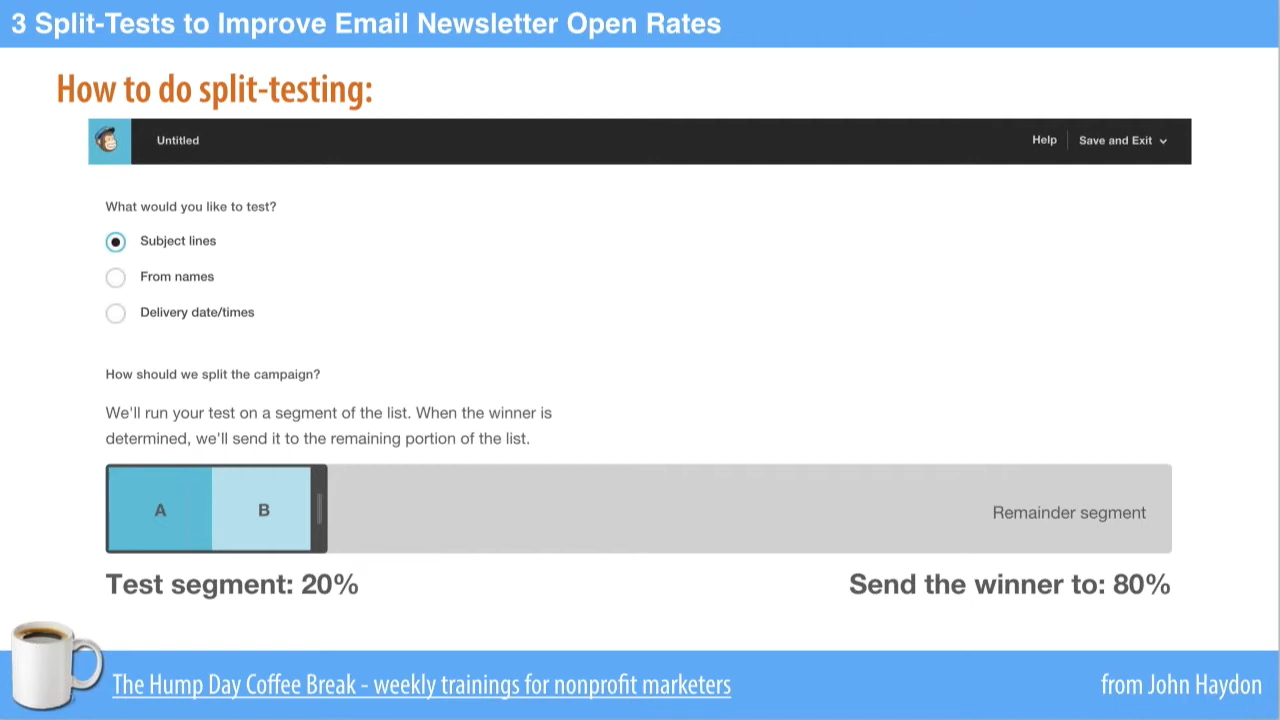 3 Split-Tests to Improve Email Newsletter Open Rates
How to do split-testing:
Untitled
Help
Save and Exit
What would you like to test?
Subject lines
From names
Delivery date/times
How should we split the campaign?
We'll run your test on a segment of the list. When the winner is
determined, we'll send it to the remaining portion of the list.
A
B
Remainder segment
Test segment: 20%
Send the winner to: 80%
The Hump Day Coffee Break - weekly trainings for nonprofit marketers
from John Haydon